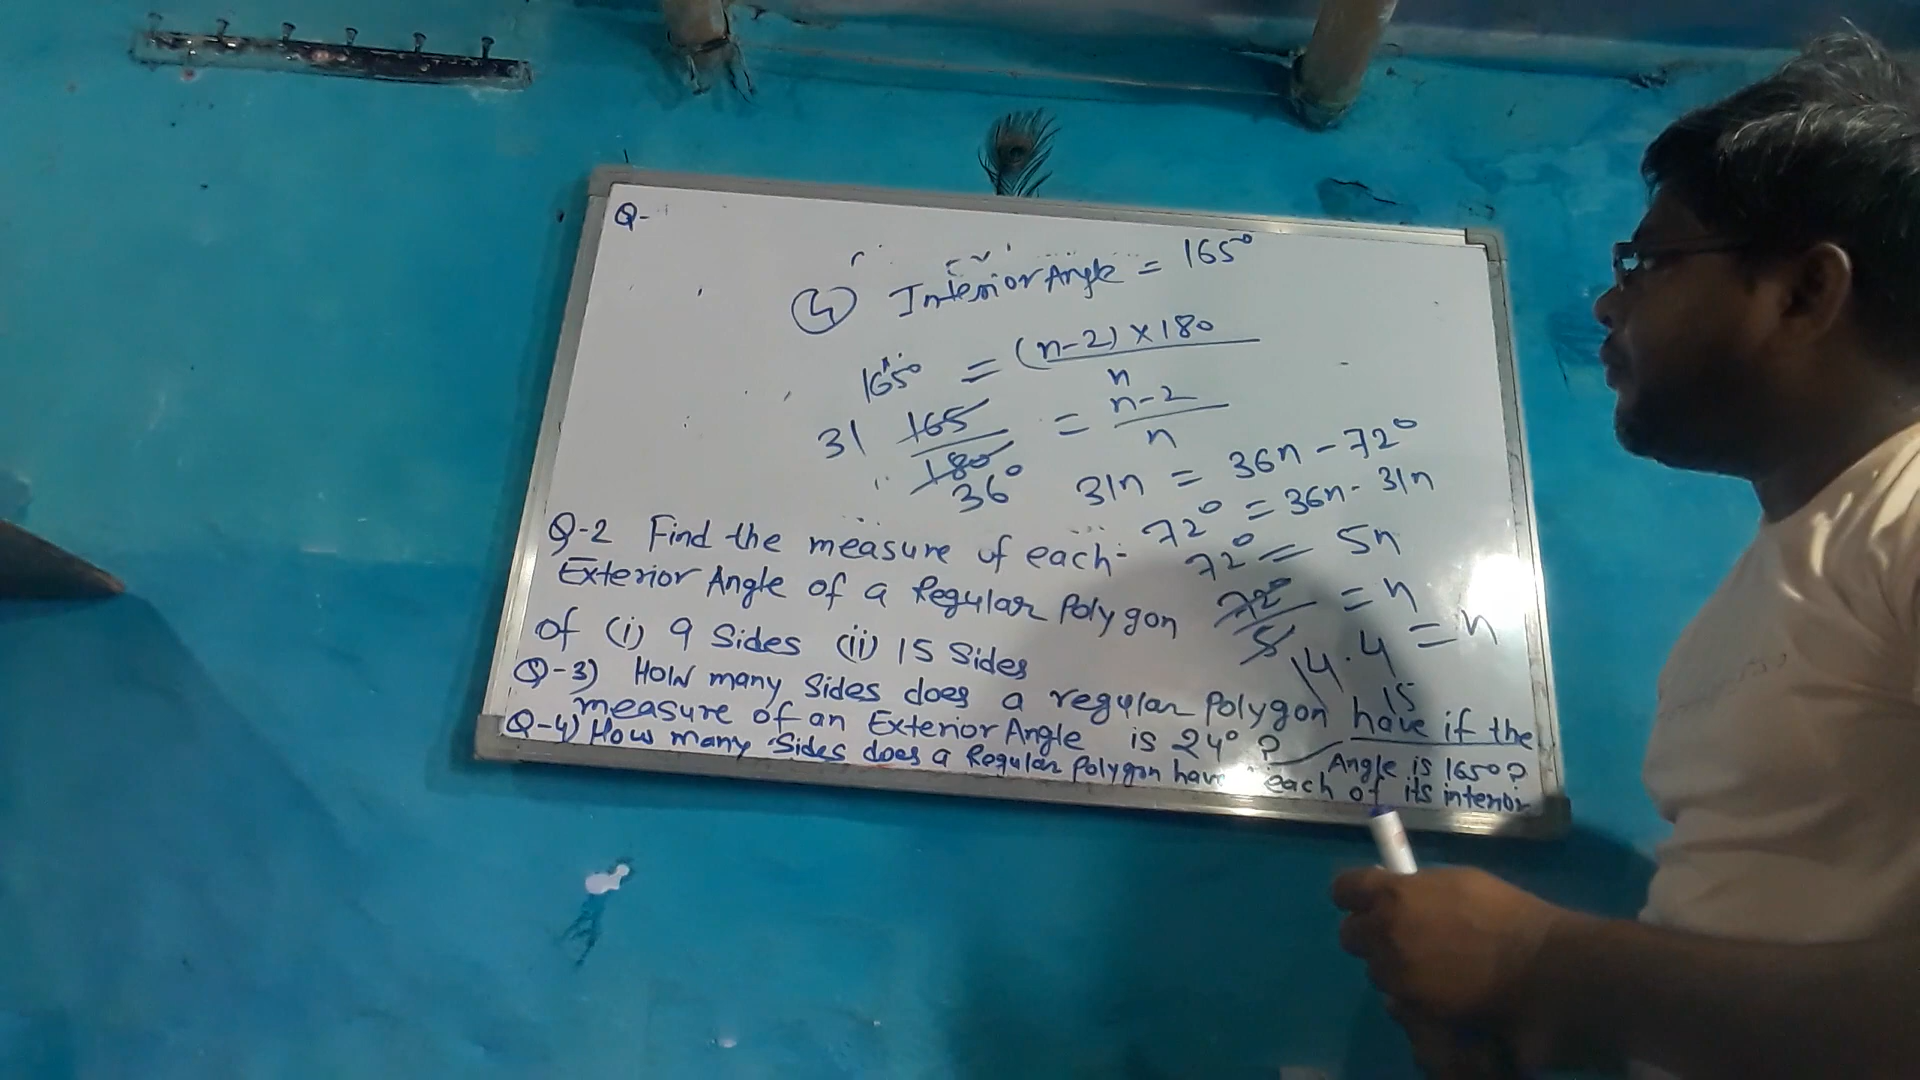 Q-
4 Interior Angle = 165°
165° = (n-2) × 180
n
31 165 = n-2
180 n
36° 31n = 36n - 72°
72° = 36n - 31n
72° = 5n
72° = n
5
14.4 = n
15
Q-2 Find the measure of each
Exterior Angle of a Regular Polygon
of (i) 9 Sides (ii) 15 Sides
Q-3) How many Sides does a regular Polygon have if the
measure of an Exterior Angle is 24°?
Q-4) How many Sides does a Regular Polygon have each of its interior
Angle is 165°?